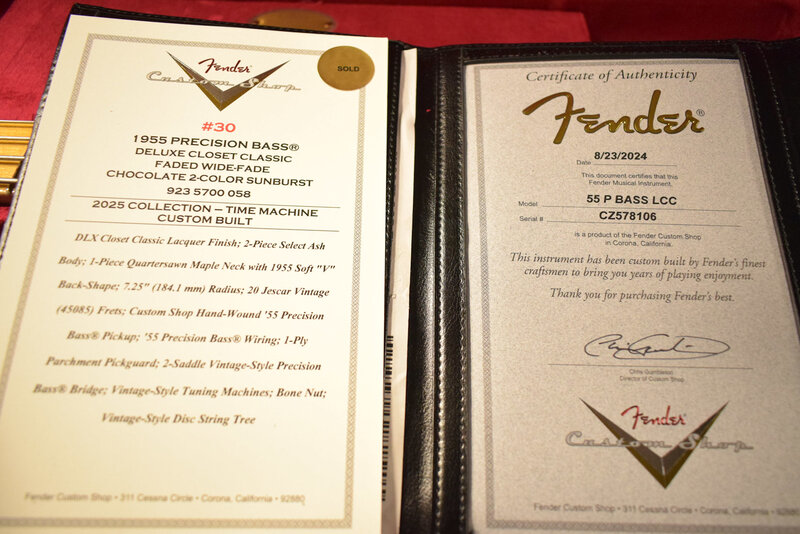 Fender
Custom Shop
SOLD
#30
1955 PRECISION BASS®
DELUXE CLOSET CLASSIC
FADED WIDE-FADE
CHOCOLATE 2-COLOR SUNBURST
923 5700 058
2025 COLLECTION – TIME MACHINE
CUSTOM BUILT
DLX Closet Classic Lacquer Finish; 2-Piece Select Ash
Body; 1-Piece Quartersawn Maple Neck with 1955 Soft "V"
Back-Shape; 7.25" (184.1 mm) Radius; 20 Jescar Vintage
(45085) Frets; Custom Shop Hand-Wound '55 Precision
Bass® Pickup; '55 Precision Bass® Wiring; 1-Ply
Parchment Pickguard; 2-Saddle Vintage-Style Precision
Bass® Bridge; Vintage-Style Tuning Machines; Bone Nut;
Vintage-Style Disc String Tree
Fender Custom Shop • 311 Cessna Circle • Corona, California • 92880
Certificate of Authenticity
Fender®
Date 8/23/2024
This document certifies that this
Fender Musical Instrument,
Model 55 P BASS LCC
Serial # CZ578106
is a product of the Fender Custom Shop
in Corona, California.
This instrument has been custom built by Fender's finest
craftsmen to bring you years of playing enjoyment.
Thank you for purchasing Fender's best.
Director of Custom Shop
Fender
Custom Shop
Fender Custom Shop • 311 Cessna Circle • Corona, California • 92880